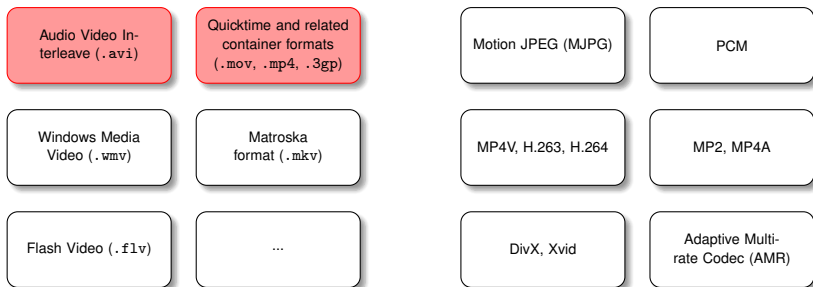 Audio Video In-
terleave (.avi)
Quicktime and related
container formats
(.mov, .mp4, .3gp)
Motion JPEG (MJPG)
PCM
Windows Media
Video (.wmv)
Matroska
format (.mkv)
MP4V, H.263, H.264
MP2, MP4A
Flash Video (.flv)
...
DivX, Xvid
Adaptive Multi-
rate Codec (AMR)